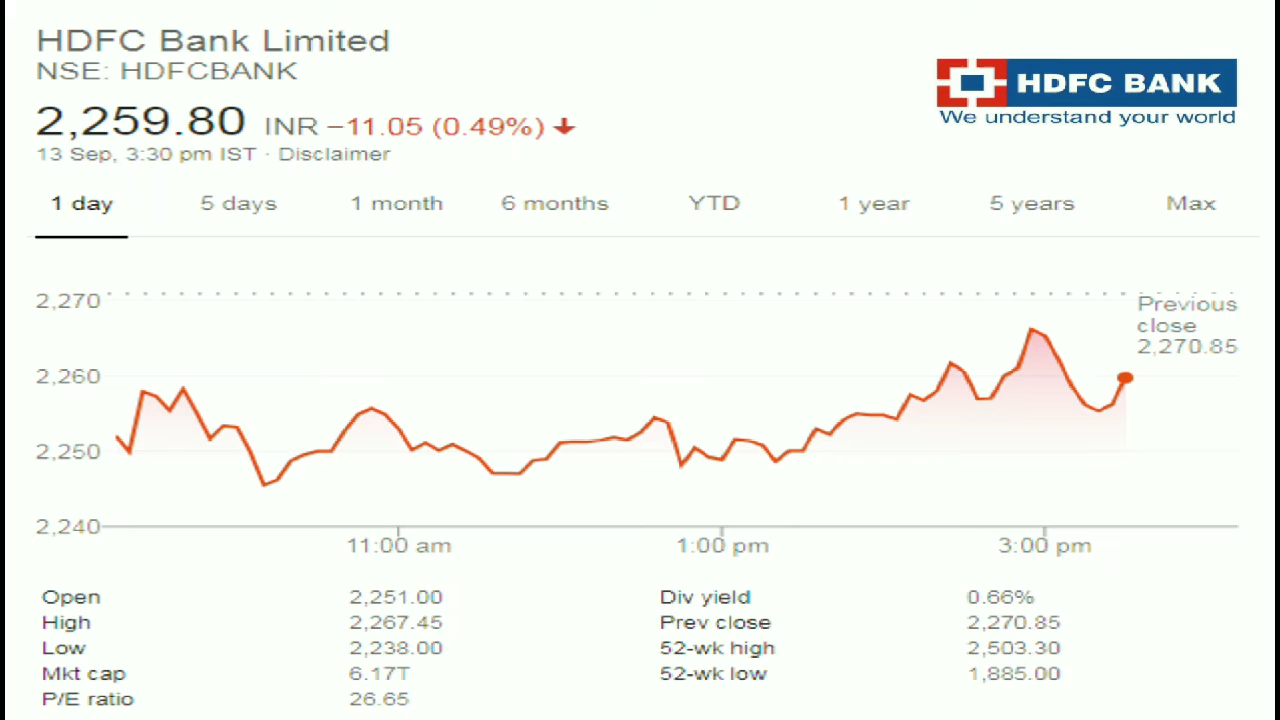 HDFC Bank Limited
NSE: HDFCBANK
HDFC BANK
We understand your world
2,259.80 INR −11.05 (0.49%)
13 Sep, 3:30 pm IST · Disclaimer
1 day 5 days 1 month 6 months YTD 1 year 5 years Max
2,270
2,260
2,250
2,240
Previous
close
2,270.85
11:00 am 1:00 pm 3:00 pm
Open 2,251.00 Div yield 0.66%
High 2,267.45 Prev close 2,270.85
Low 2,238.00 52-wk high 2,503.30
Mkt cap 6.17T 52-wk low 1,885.00
P/E ratio 26.65